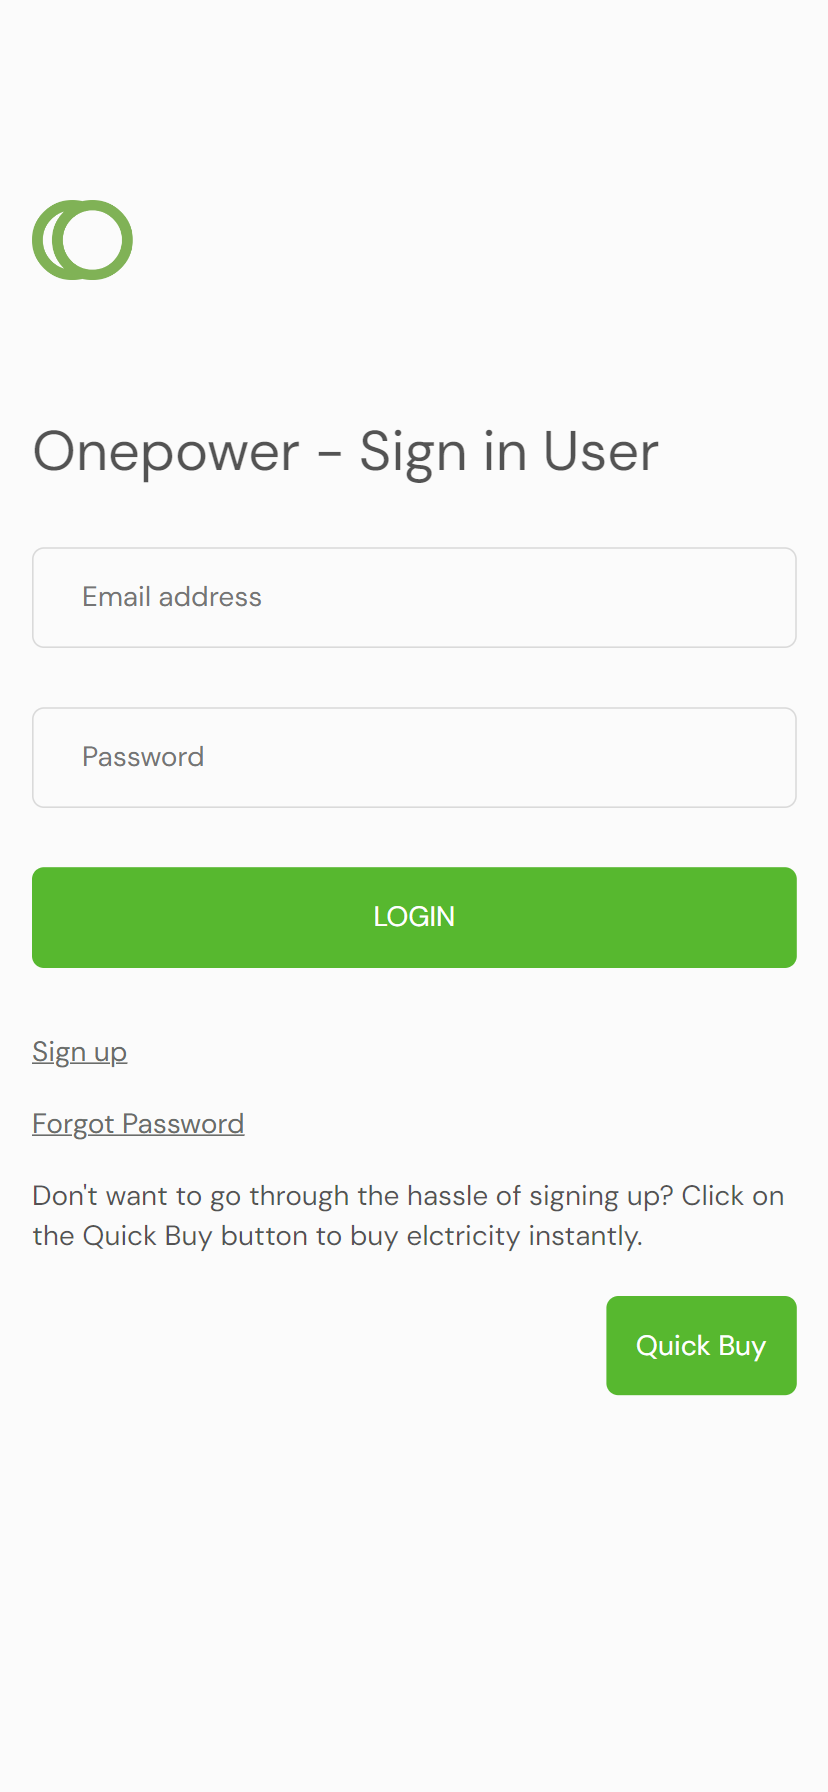 Onepower - Sign in User
Email address
Password
LOGIN
Sign up
Forgot Password
Don't want to go through the hassle of signing up? Click on
the Quick Buy button to buy elctricity instantly.
Quick Buy